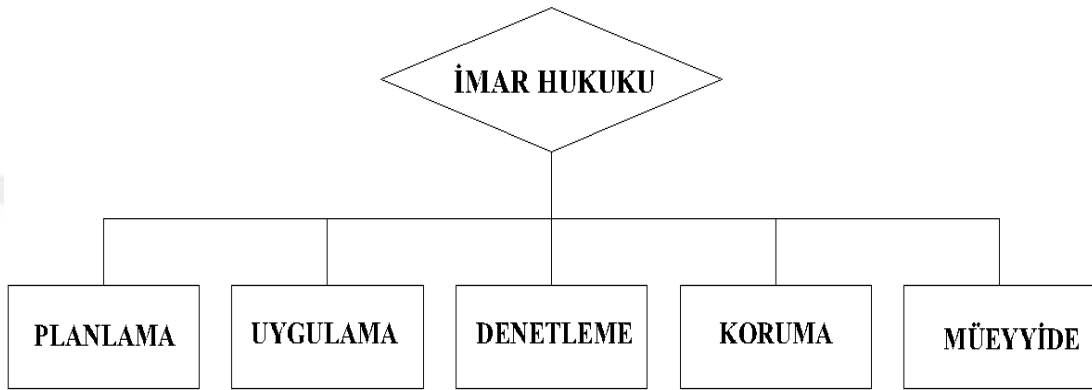 İMAR HUKUKU
PLANLAMA
UYGULAMA
DENETLEME
KORUMA
MÜEYYİDE